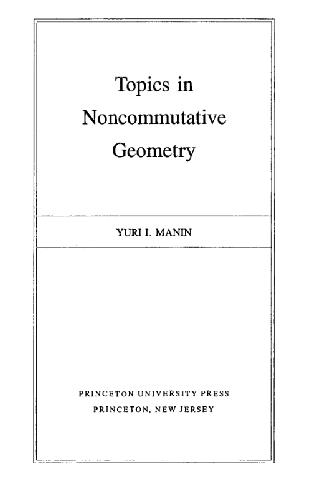 Topics in
Noncommutative
Geometry
YURI I. MANIN
PRINCETON UNIVERSITY PRESS
PRINCETON, NEW JERSEY